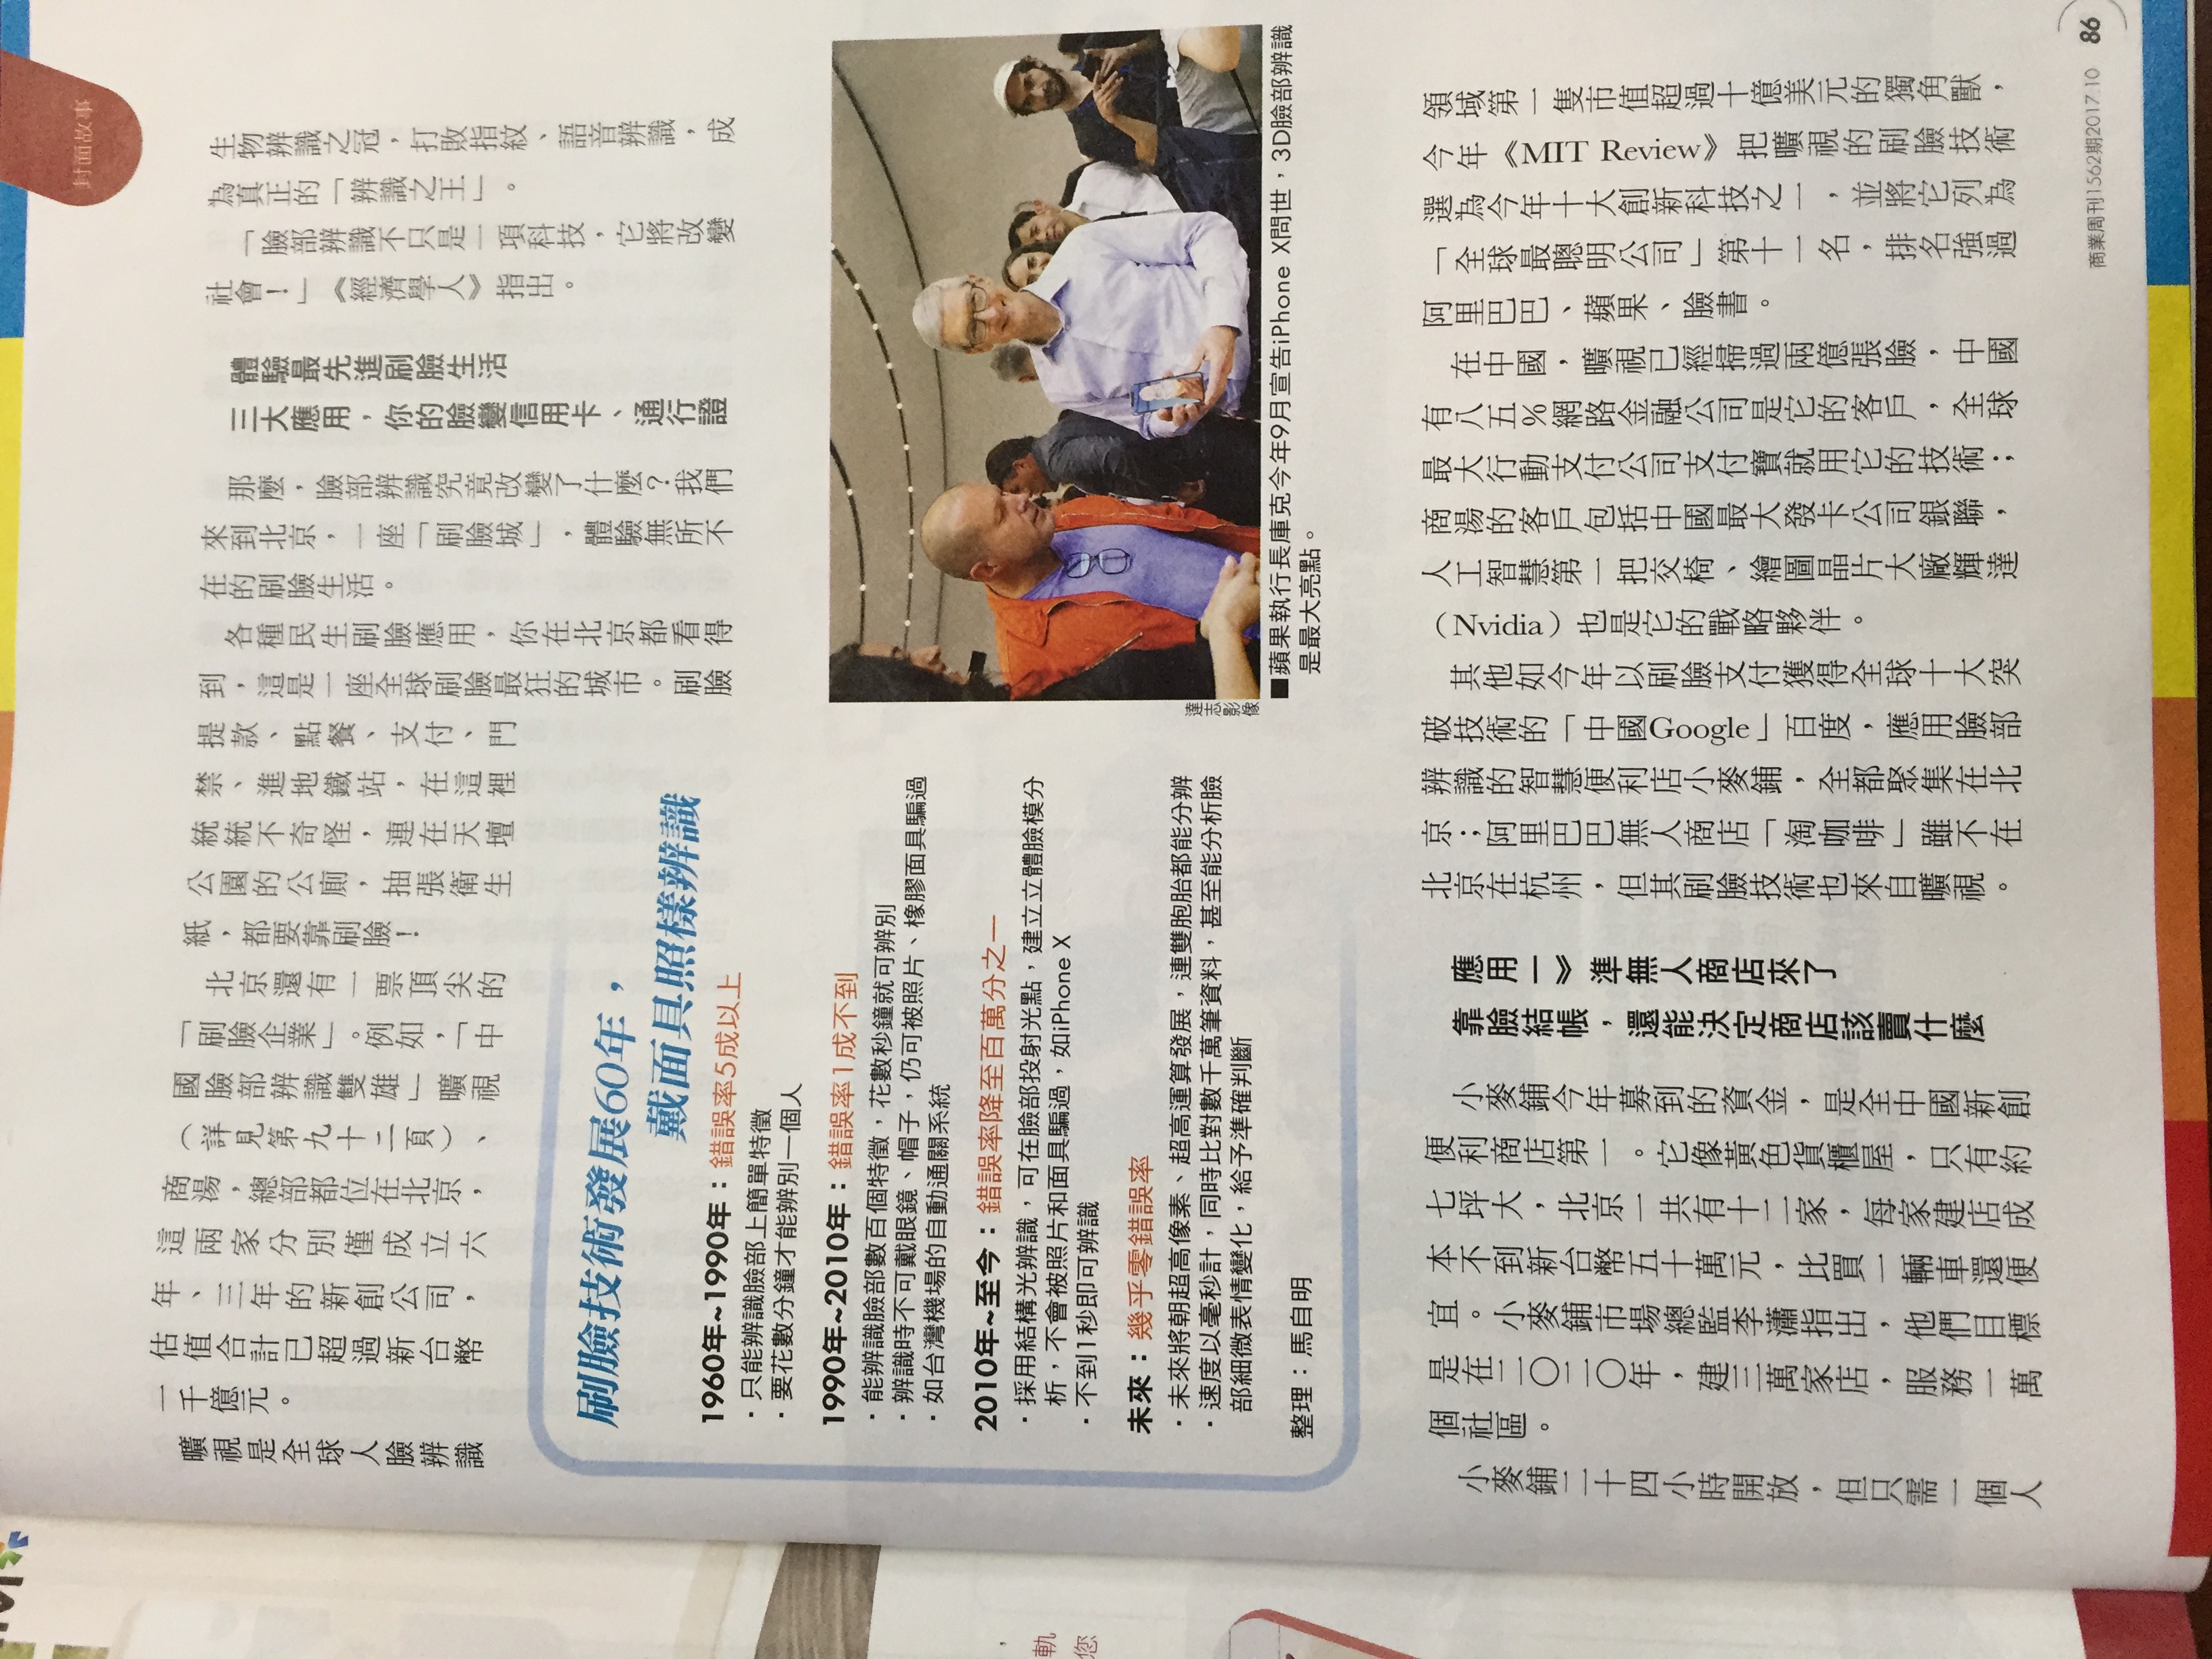 封面故事
生物辨識之冠，打敗指紋、語音辨識，成
為真正的「辨識之王」。
「臉部辨識不只是一項科技，它將改變
社會！」《經濟學人》指出。
體驗最先進刷臉生活
三大應用，你的臉變信用卡、通行證
那麼，臉部辨識究竟改變了什麼？我們
來到北京，一座「刷臉城」，體驗無所不
在的刷臉生活。
各種民生刷臉應用，你在北京都看得
到，這是一座全球刷臉最狂的城市。刷臉
提款、點餐、支付、門
禁、進地鐵站，在這裡
統統不奇怪，連在天壇
公園的公廁，抽張衛生
紙，都要靠刷臉！
北京還有一票頂尖的
「刷臉企業」。例如，「中
國臉部辨識雙雄」曠視
（詳見第九十二頁）、
商湯，總部都位在北京，
這兩家分別僅成立六
年、三年的新創公司，
估值合計已超過新台幣
一千億元。
曠視是全球人臉辨識
刷臉技術發展60年，
戴面具照樣辨識
1960年~1990年：錯誤率5成以上
・只能辨識臉部上簡單特徵
・要花數分鐘才能辨別一個人
1990年~2010年：錯誤率1成不到
・能辨識臉部數百個特徵，花數秒鐘就可辨別
・辨識時不可戴眼鏡、帽子，仍可被照片、橡膠面具騙過
・如台灣機場的自動通關系統
2010年~至今：錯誤率降至百萬分之一
・採用結構光辨識，可在臉部投射光點，建立立體臉模分
析，不會被照片和面具騙過，如iPhone X
・不到1秒即可辨識
未來：幾乎零錯誤率
・未來將朝超高像素、超高運算發展，連雙胞胎都能分辨
・速度以毫秒計，同時比對數千萬筆資料，甚至能分析臉
部細微表情變化，給予準確判斷
整理：馬自明
達志影像
■蘋果執行長庫克今年9月宣告iPhone X問世，3D臉部辨識
是最大亮點。
領域第一隻市值超過十億美元的獨角獸，
今年《MIT Review》把曠視的刷臉技術
選為今年十大創新科技之一，並將它列為
「全球最聰明公司」第十一名，排名強過
阿里巴巴、蘋果、臉書。
在中國，曠視已經掃過兩億張臉，中國
有八五%網路金融公司是它的客戶，全球
最大行動支付公司支付寶就用它的技術；
商湯的客戶包括中國最大發卡公司銀聯，
人工智慧第一把交椅、繪圖晶片大廠輝達
（Nvidia）也是它的戰略夥伴。
其他如今年以刷臉支付獲得全球十大突
破技術的「中國Google」百度，應用臉部
辨識的智慧便利店小麥鋪，全都聚集在北
京；阿里巴巴無人商店「淘咖啡」雖不在
北京在杭州，但其刷臉技術也來自曠視。
應用一》準無人商店來了
靠臉結帳，還能決定商店該賣什麼
小麥鋪今年募到的資金，是全中國新創
便利商店第一。它像黃色貨櫃屋，只有約
七坪大，北京一共有十二家，每家建店成
本不到新台幣五十萬元，比買一輛車還便
宜。小麥鋪市場總監李瀟指出，他們目標
是在二〇二〇年，建三萬家店，服務一萬
個社區。
小麥鋪二十四小時開放，但只需一個人
商業周刊1562期2017.10 86
軌
您